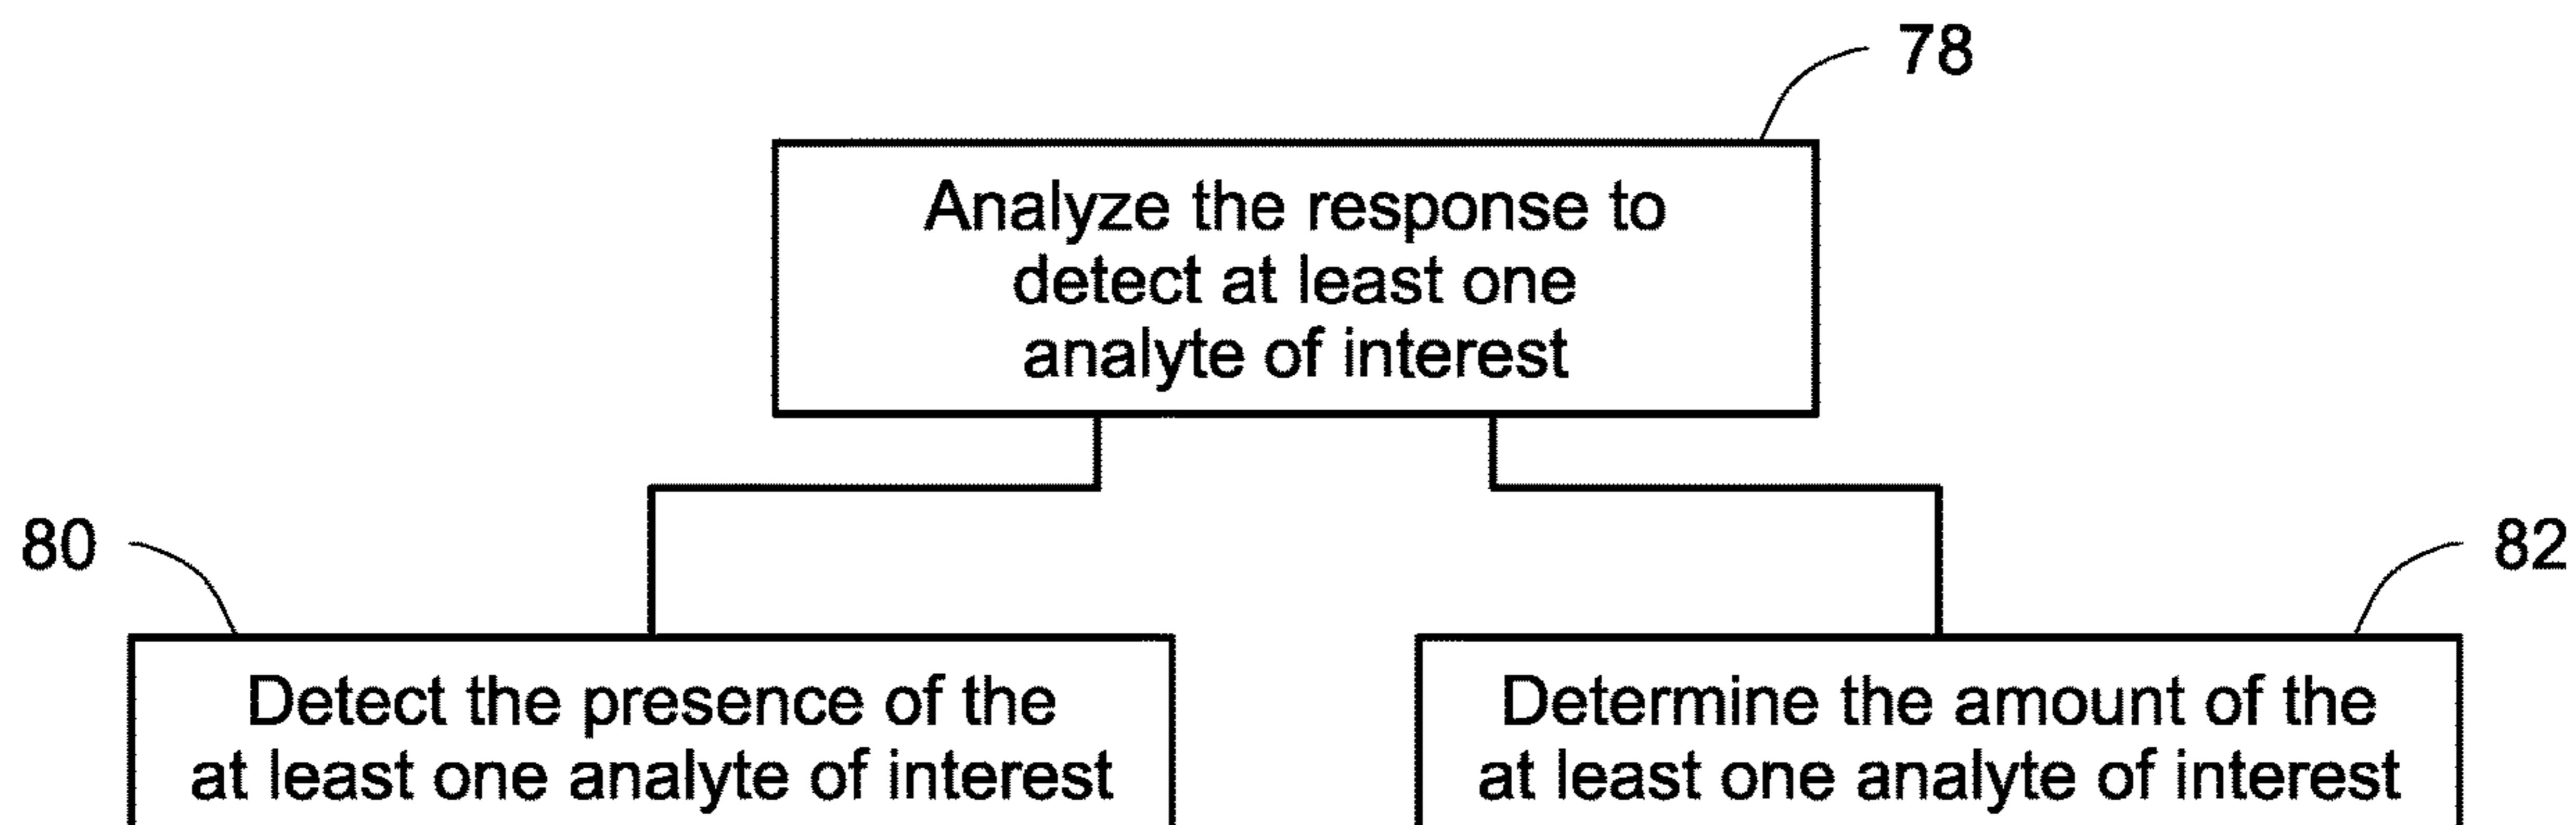 78
Analyze the response to
detect at least one
analyte of interest
80
82
Detect the presence of the
at least one analyte of interest
Determine the amount of the
at least one analyte of interest